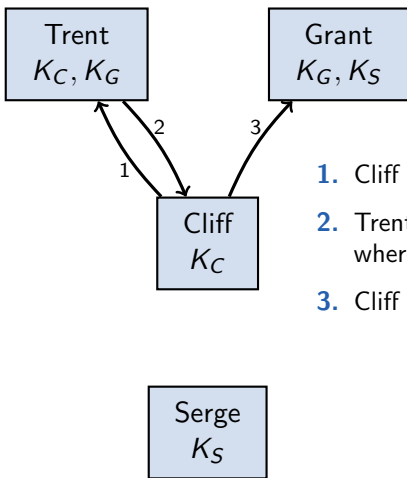 Trent
K_C, K_G
Grant
K_G, K_S
1
2
3
Cliff
K_C
1. Cliff
2. Trent
wher
3. Cliff
Serge
K_S